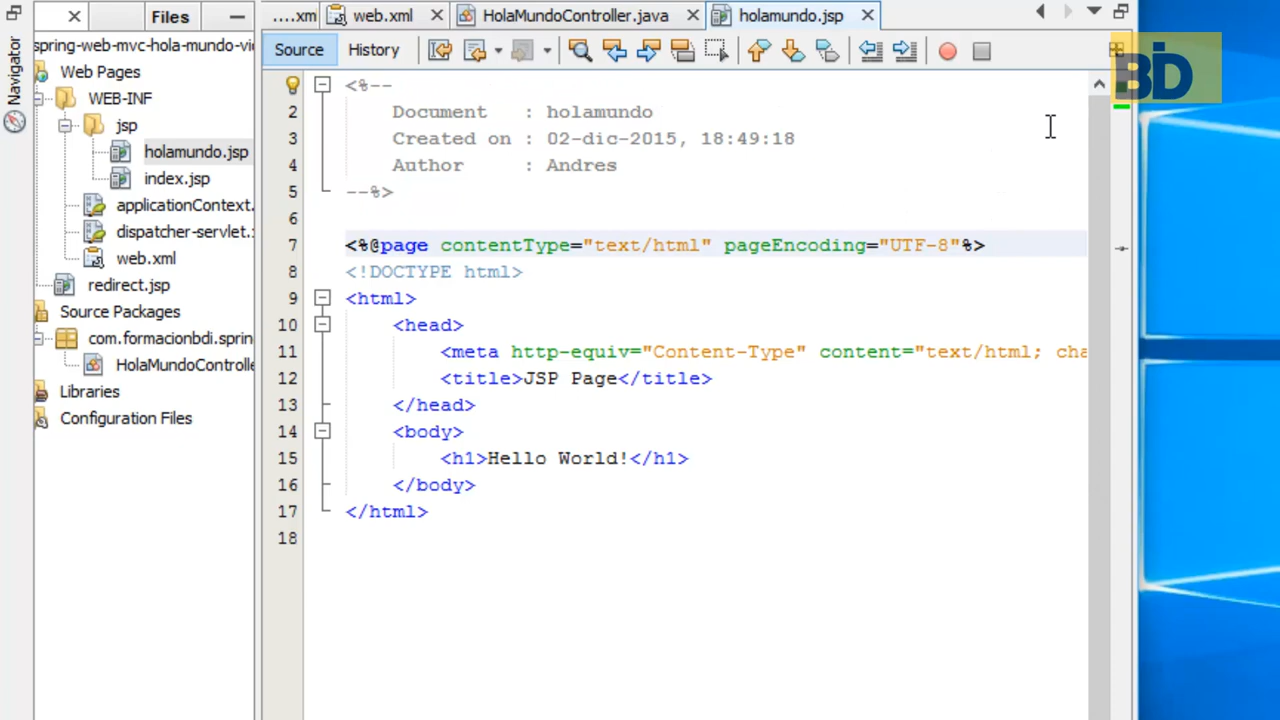 Files
....xm
web.xml
HolaMundoController.java
holamundo.jsp
Source
History
Navigator
spring-web-mvc-hola-mundo-vi
Web Pages
WEB-INF
jsp
holamundo.jsp
index.jsp
applicationContext.
dispatcher-servlet.
web.xml
redirect.jsp
Source Packages
com.formacionbdi.sprin
HolaMundoControlle
Libraries
Configuration Files
<%--
2 Document : holamundo
3 Created on : 02-dic-2015, 18:49:18
4 Author : Andres
5 --%>
6
7 <%@page contentType="text/html" pageEncoding="UTF-8"%>
8 <!DOCTYPE html>
9 <html>
10 <head>
11 <meta http-equiv="Content-Type" content="text/html; cha
12 <title>JSP Page</title>
13 </head>
14 <body>
15 <h1>Hello World!</h1>
16 </body>
17 </html>
18
BDI